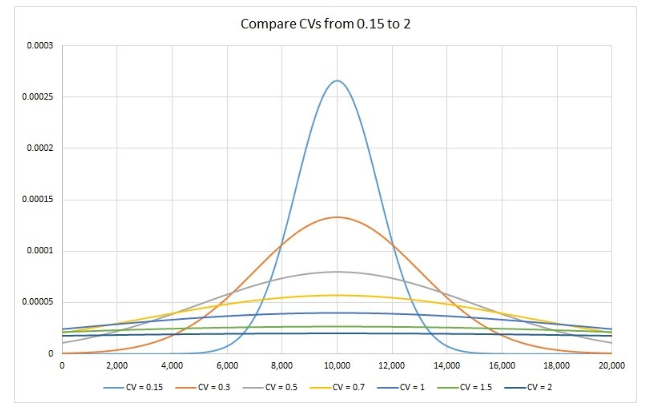 Compare CVs from 0.15 to 2
0.0003
0.00025
0.0002
0.00015
0.0001
0.00005
0
0 2,000 4,000 6,000 8,000 10,000 12,000 14,000 16,000 18,000 20,000
CV = 0.15 CV = 0.3 CV = 0.5 CV = 0.7 CV = 1 CV = 1.5 CV = 2